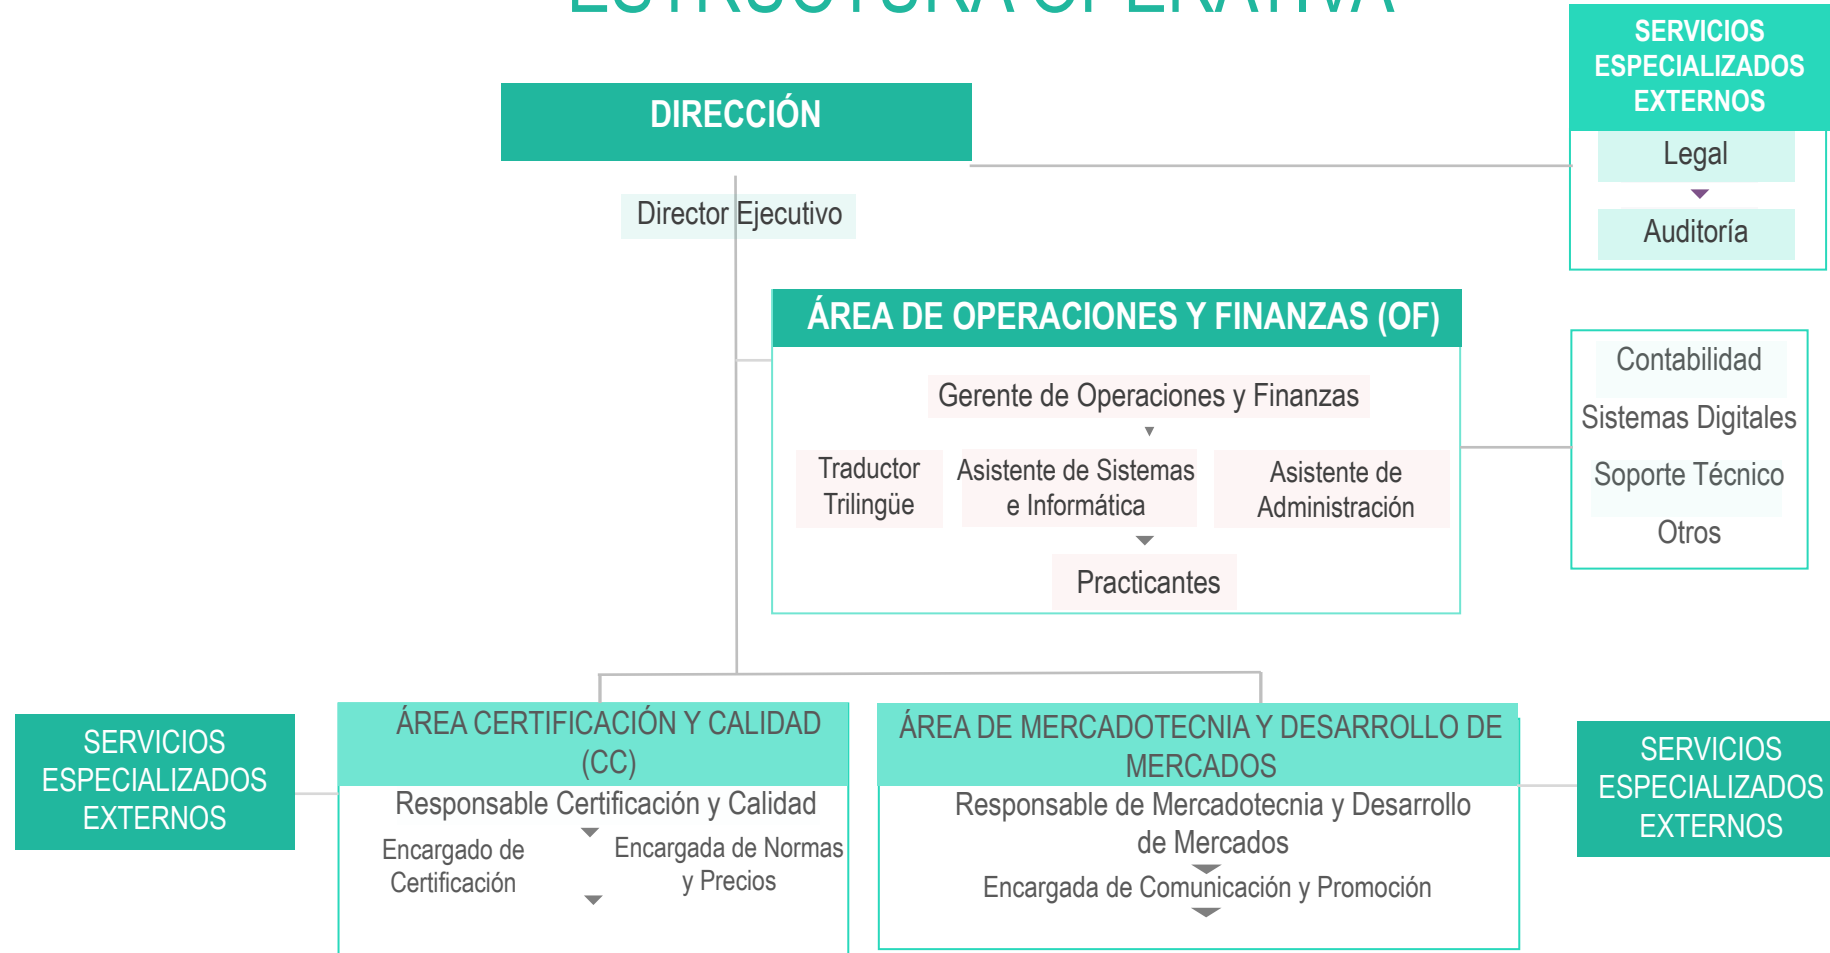 ESTRUCTURA OPERATIVA
SERVICIOS
ESPECIALIZADOS
EXTERNOS
Legal
Auditoría
DIRECCIÓN
Director Ejecutivo
ÁREA DE OPERACIONES Y FINANZAS (OF)
Gerente de Operaciones y Finanzas
Traductor
Trilingüe
Asistente de Sistemas
e Informática
Asistente de
Administración
Practicantes
Contabilidad
Sistemas Digitales
Soporte Técnico
Otros
SERVICIOS
ESPECIALIZADOS
EXTERNOS
ÁREA CERTIFICACIÓN Y CALIDAD
(CC)
Responsable Certificación y Calidad
Encargado de
Certificación
Encargada de Normas
y Precios
ÁREA DE MERCADOTECNIA Y DESARROLLO DE
MERCADOS
Responsable de Mercadotecnia y Desarrollo
de Mercados
Encargada de Comunicación y Promoción
SERVICIOS
ESPECIALIZADOS
EXTERNOS